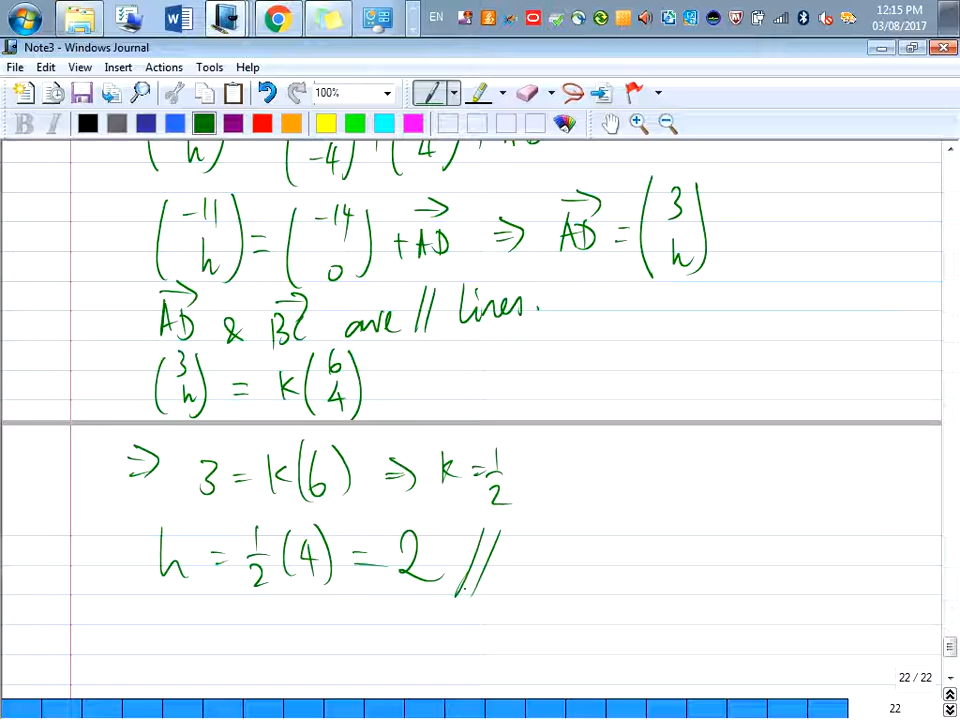 EN
12:15 PM
03/08/2017
Note3 - Windows Journal
File Edit View Insert Actions Tools Help
100%
B I
( h ) ( -4 ) + ( 4 )
( -11 h ) = ( -14 0 ) + AD ⇒ AD = ( 3 h )
AD & BC are // lines.
( 3 h ) = k ( 6 4 )
⇒ 3 = k(6) ⇒ k = 1/2
h = 1/2 (4) = 2 //
22 / 22
22